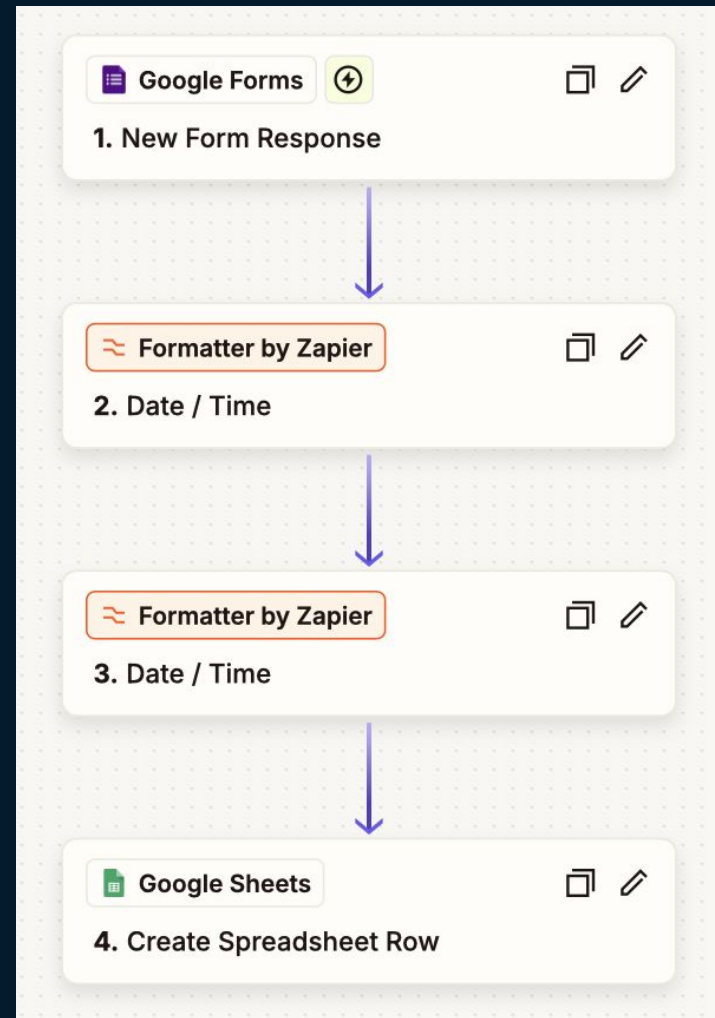 Google Forms
1. New Form Response
Formatter by Zapier
2. Date / Time
Formatter by Zapier
3. Date / Time
Google Sheets
4. Create Spreadsheet Row